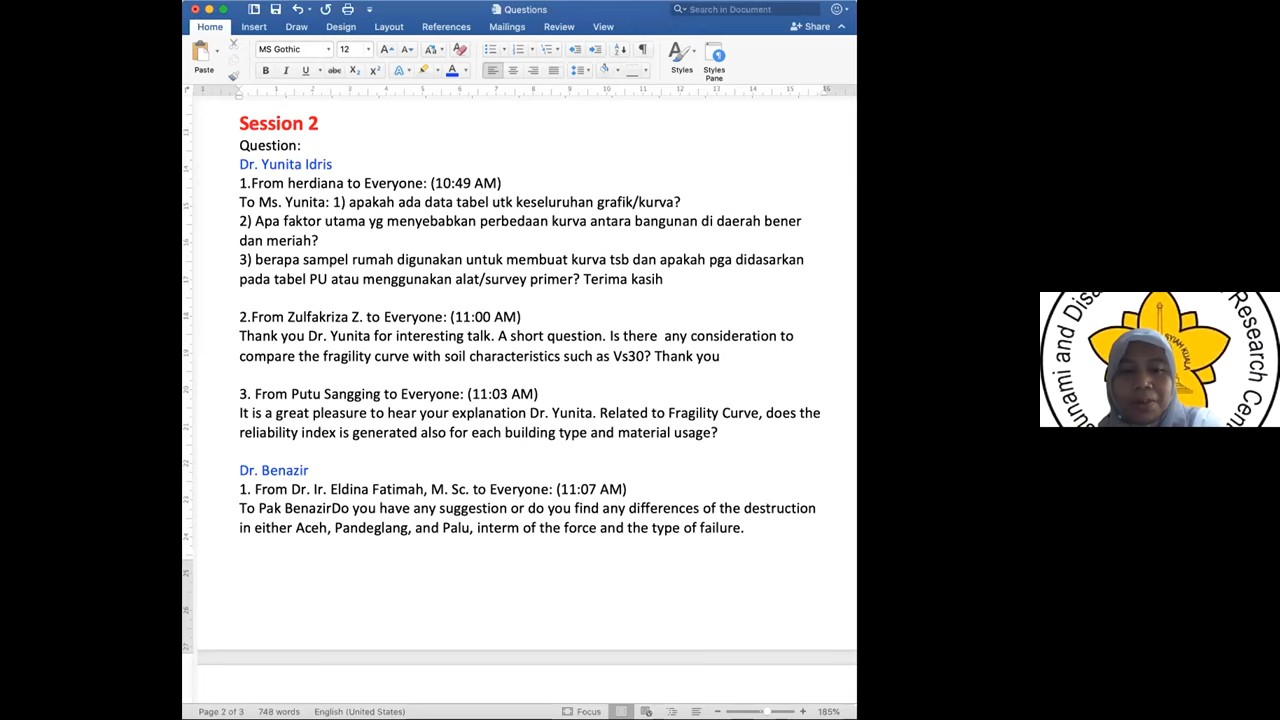 Questions
Search in Document
Home Insert Draw Design Layout References Mailings Review View
Share
Paste
MS Gothic
12
Styles
Styles Pane
Session 2
Question:
Dr. Yunita Idris
1.From herdiana to Everyone: (10:49 AM)
To Ms. Yunita: 1) apakah ada data tabel utk keseluruhan grafik/kurva?
2) Apa faktor utama yg menyebabkan perbedaan kurva antara bangunan di daerah bener
dan meriah?
3) berapa sampel rumah digunakan untuk membuat kurva tsb dan apakah pga didasarkan
pada tabel PU atau menggunakan alat/survey primer? Terima kasih
2.From Zulfakriza Z. to Everyone: (11:00 AM)
Thank you Dr. Yunita for interesting talk. A short question. Is there  any consideration to
compare the fragility curve with soil characteristics such as Vs30? Thank you
3. From Putu Sangging to Everyone: (11:03 AM)
It is a great pleasure to hear your explanation Dr. Yunita. Related to Fragility Curve, does the
reliability index is generated also for each building type and material usage?
Dr. Benazir
1. From Dr. Ir. Eldina Fatimah, M. Sc. to Everyone: (11:07 AM)
To Pak BenazirDo you have any suggestion or do you find any differences of the destruction
in either Aceh, Pandeglang, and Palu, interm of the force and the type of failure.
Page 2 of 3 748 words English (United States) Focus 185%
Research